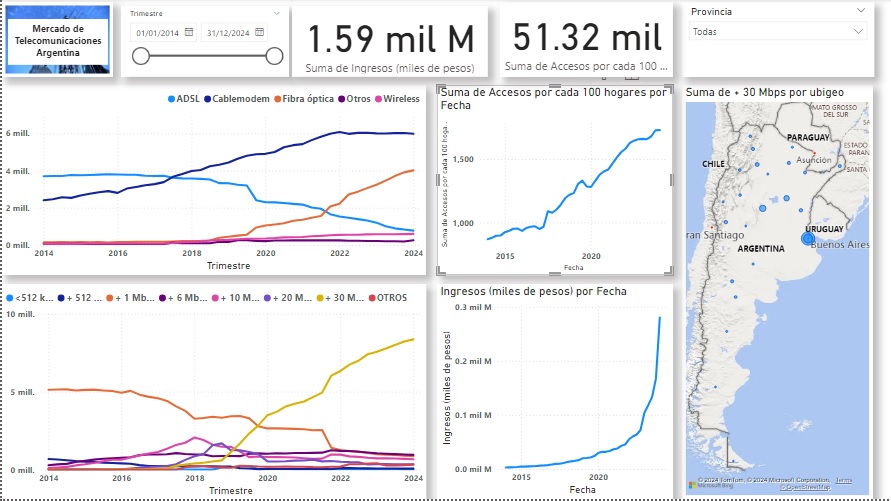 Mercado de
Telecomunicaciones
Argentina
Trimestre
01/01/2014
31/12/2024
1.59 mil M
Suma de Ingresos (miles de pesos)
51.32 mil
Suma de Accesos por cada 100 ...
Provincia
Todas
ADSL Cablemodem Fibra óptica Otros Wireless
6 mill.
4 mill.
2 mill.
0 mill.
2014 2016 2018 2020 2022 2024
Trimestre
Suma de Accesos por cada 100 hogares por
Fecha
Suma de Accesos por cada 100 hoga...
1,500
1,000
2015 2020
Fecha
Suma de + 30 Mbps por ubigeo
MATO GROSSO
DEL SUR
PARAGUAY
ESTADO
PARAN
Asunción
SANTA
CHILE
URUGUAY
ran Santiago
Buenos Aires
ARGENTINA
© 2024 TomTom, © 2024 Microsoft Corporation, Terms
© OpenStreetMap
Microsoft Bing
<512 k... + 512 ... + 1 Mb... + 6 Mb... + 10 M... + 20 M... + 30 M... OTROS
10 mill.
5 mill.
0 mill.
2014 2016 2018 2020 2022 2024
Trimestre
Ingresos (miles de pesos) por Fecha
Ingresos (miles de pesos)
0.3 mil M
0.2 mil M
0.1 mil M
0.0 mil M
2015 2020
Fecha